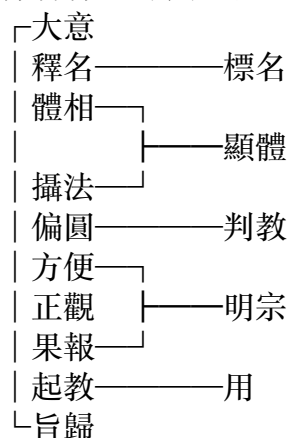 大意
釋名 標名
體相
顯體
攝法
偏圓 判教
方便
正觀 明宗
果報
起教 用
旨歸